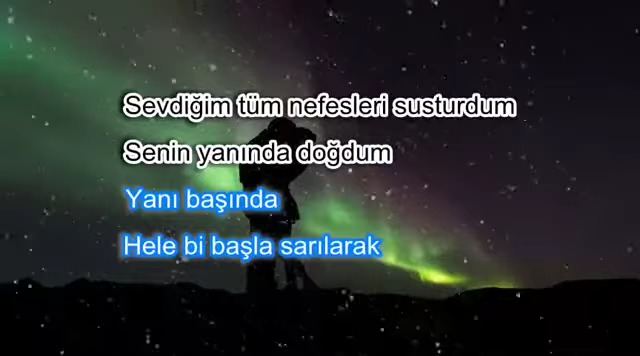 Sevdiğim tüm nefesleri susturdum
Senin yanında doğdum
Yanı başında
Hele bi başla sarılarak